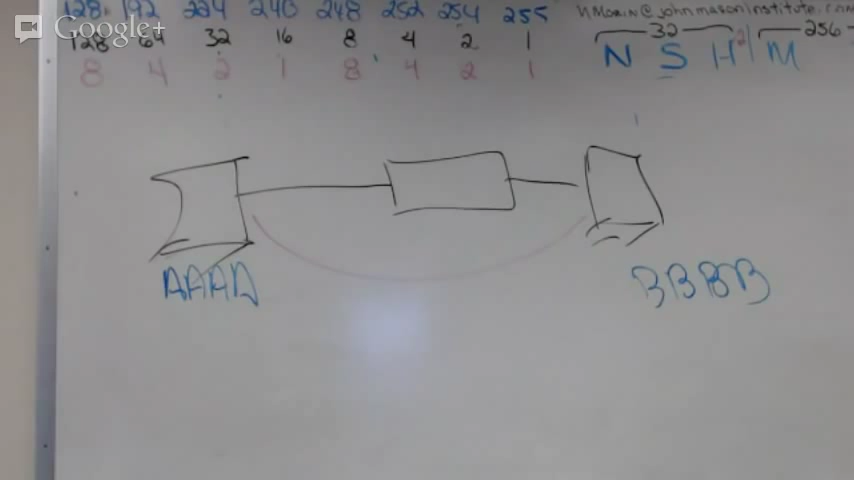 128 192 224 240 248 252 254 255 nmorin@johnmasoninstitute.com
Google+
128 64 32 16 8 4 2 1 32 256
8 4 2 1 8 4 2 1 N S H 2 M
AAAA BBBB